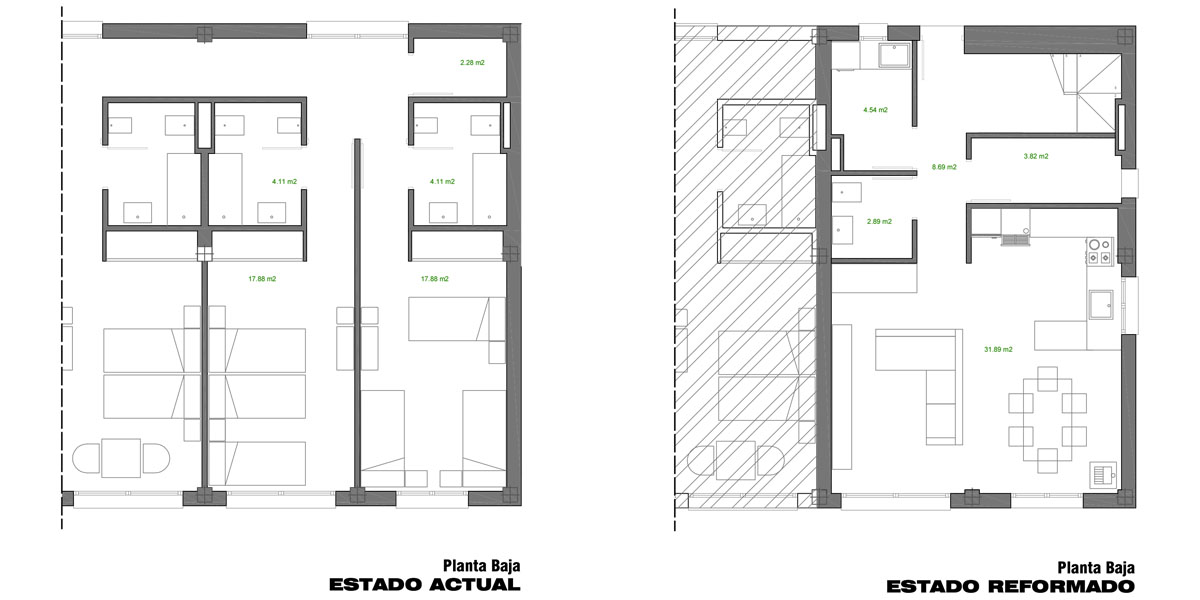 2.28 m2
4.11 m2
4.11 m2
17.88 m2
17.88 m2
Planta Baja
ESTADO ACTUAL
4.54 m2
3.82 m2
8.69 m2
2.89 m2
31.89 m2
Planta Baja
ESTADO REFORMADO